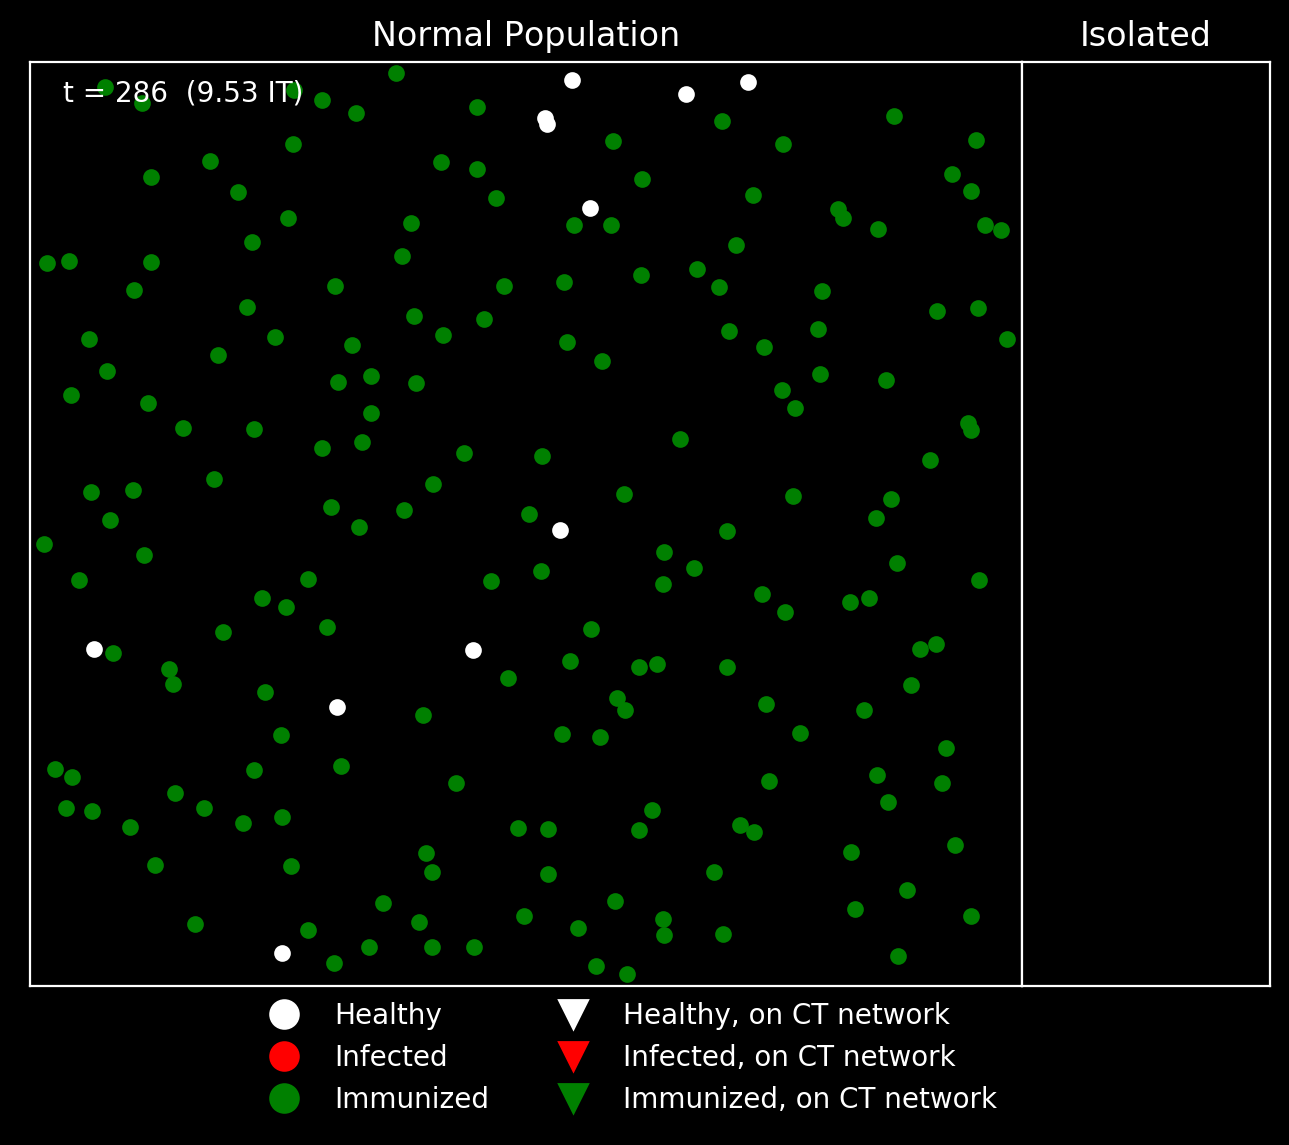 Normal Population
Isolated
t = 286  (9.53 IT)
Healthy
Infected
Immunized
Healthy, on CT network
Infected, on CT network
Immunized, on CT network